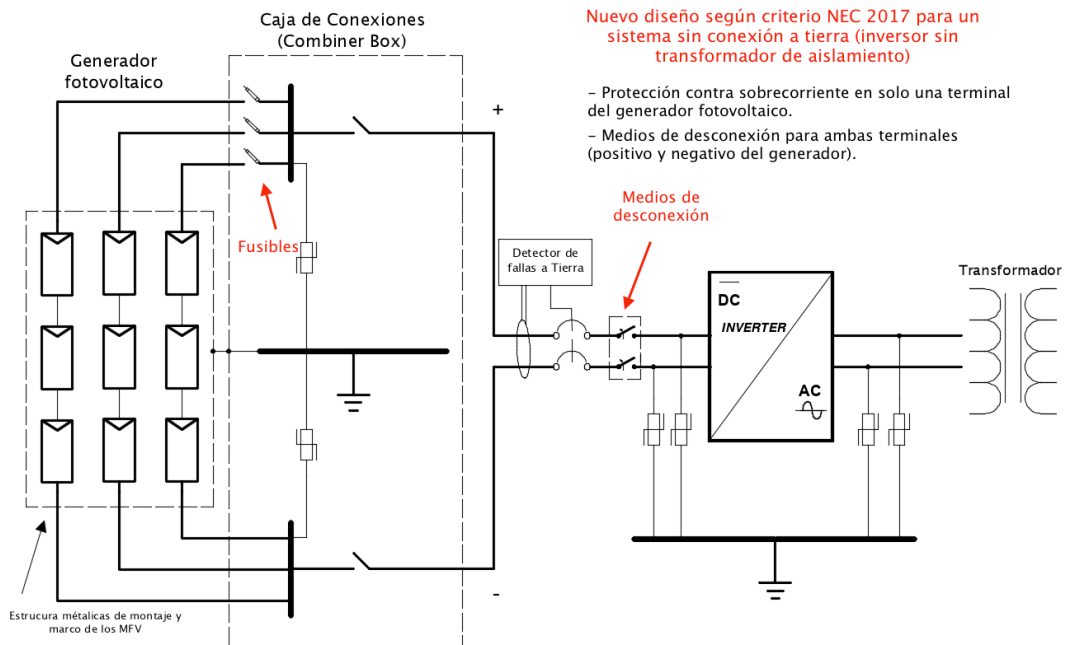 Caja de Conexiones
(Combiner Box)
Generador
fotovoltaico
Nuevo diseño según criterio NEC 2017 para un
sistema sin conexión a tierra (inversor sin
transformador de aislamiento)
– Protección contra sobrecorriente en solo una terminal
del generador fotovoltaico.
– Medios de desconexión para ambas terminales
(positivo y negativo del generador).
+
Medios de
desconexión
Fusibles
Detector de
fallas a Tierra
Transformador
DC
INVERTER
AC
-
Estrucura métalicas de montaje y
marco de los MFV